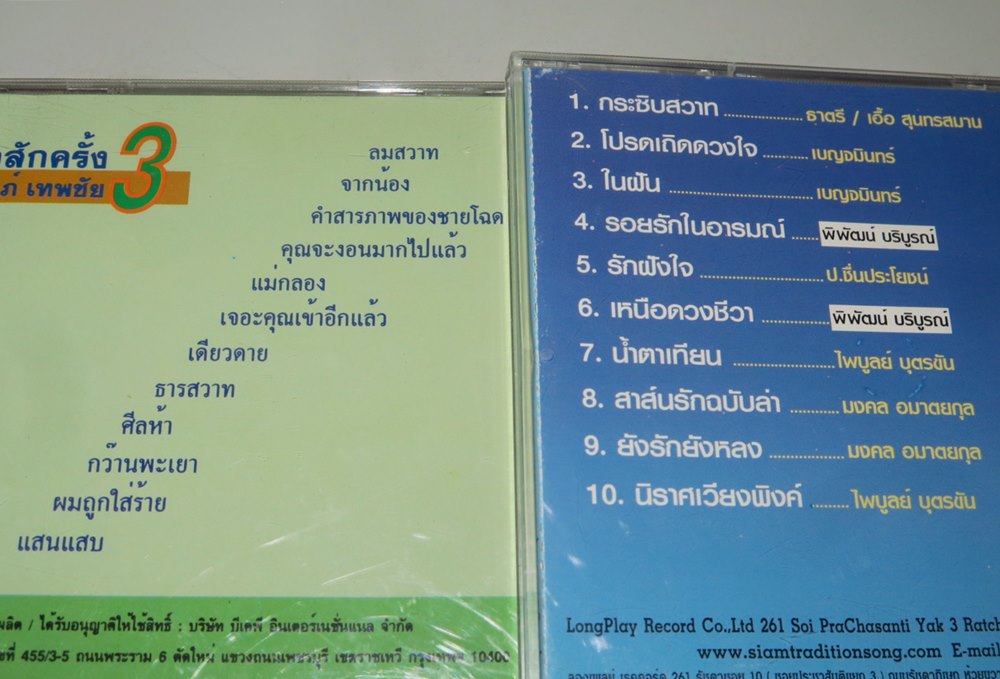 สักครั้ง 3
เทพชัย
ลมสวาท
จากน้อง
คำสารภาพของชายโฉด
คุณจะงอนมากไปแล้ว
แม่กลอง
เจอะคุณเข้าอีกแล้ว
เดียวดาย
ธารสวาท
ศีลห้า
กว๊านพะเยา
ผมถูกใส่ร้าย
แสนแสบ
ผลิต / ได้รับอนุญาตให้ใช้สิทธิ์ : บริษัท บีเคพี อินเตอร์เนชั่นแนล จำกัด
455/3-5 ถนนพระราม 6 ตัดใหม่ แขวงถนนเพชรบุรี เขตราชเทวี กรุงเทพฯ 10400
1. กระซิบสวาท ................ ธาตรี / เอื้อ สุนทรสมาน
2. โปรดเถิดดวงใจ ......... เบญจมินทร์
3. ในฝัน .................. เบญจมินทร์
4. รอยรักในอารมณ์ ...... พิพัฒน์ บริบูรณ์
5. รักฝังใจ ................ ป.ชื่นประโยชน์
6. เหนือดวงชีวา .......... พิพัฒน์ บริบูรณ์
7. น้ำตาเทียน ............. ไพบูลย์ บุตรขัน
8. สาส์นรักฉบับล่า ......... มงคล อมาตยกุล
9. ยังรักยังหลง ............ มงคล อมาตยกุล
10. นิราศเวียงพิงค์ ........ ไพบูลย์ บุตรขัน
LongPlay Record Co.,Ltd 261 Soi PraChasanti Yak 3 Ratch
www.siamtraditionsong.com E-mail